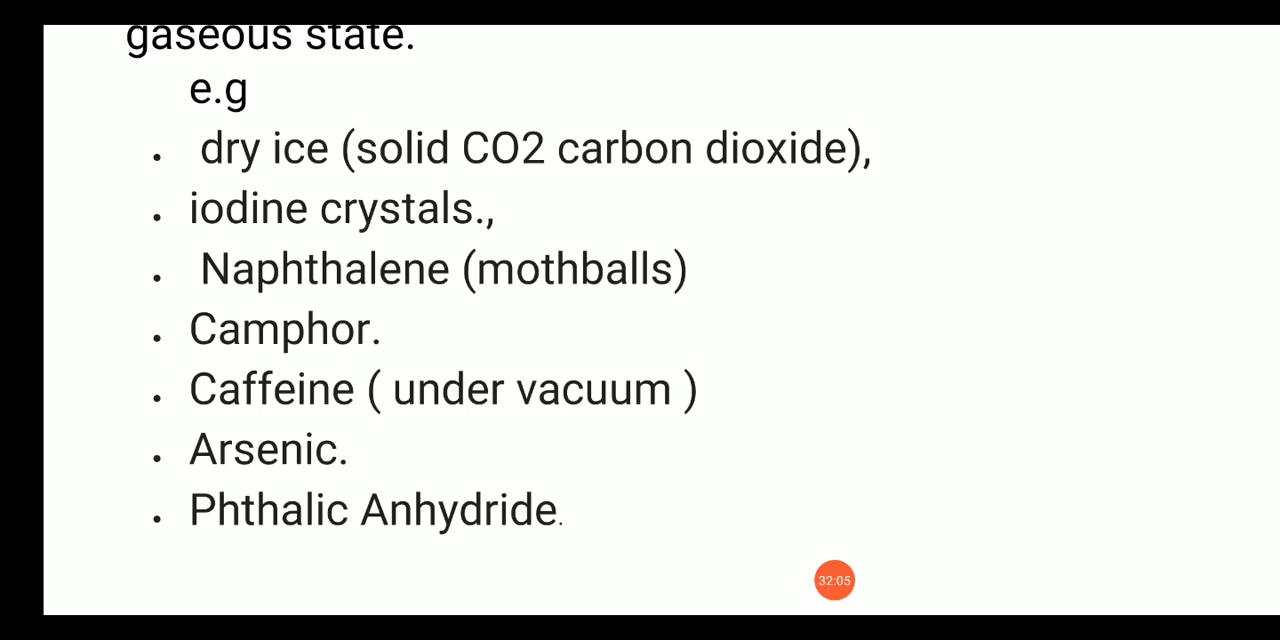 gaseous state.
e.g
• dry ice (solid CO2 carbon dioxide),
• iodine crystals.,
• Naphthalene (mothballs)
• Camphor.
• Caffeine ( under vacuum )
• Arsenic.
• Phthalic Anhydride.
32:05